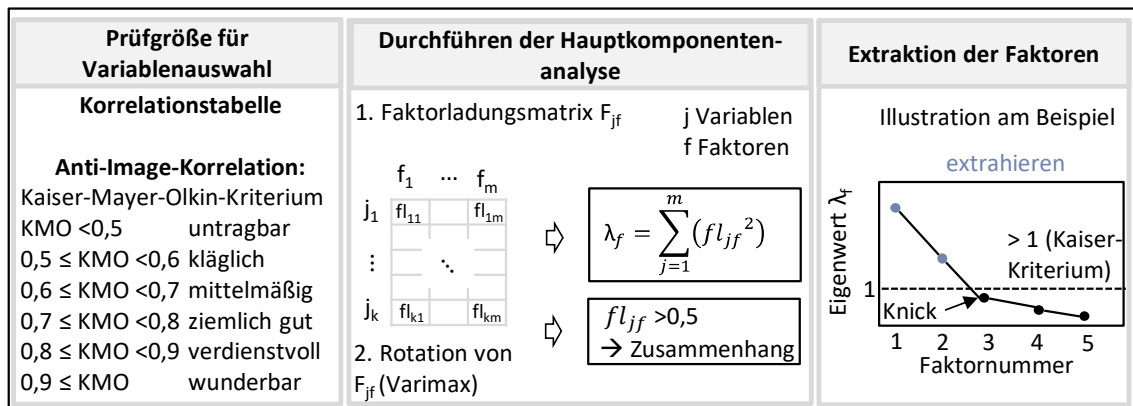 Prüfgröße für
Variablenauswahl
Korrelationstabelle
Anti-Image-Korrelation:
Kaiser-Mayer-Olkin-Kriterium
KMO <0,5 untragbar
0,5 ≤ KMO <0,6 kläglich
0,6 ≤ KMO <0,7 mittelmäßig
0,7 ≤ KMO <0,8 ziemlich gut
0,8 ≤ KMO <0,9 verdienstvoll
0,9 ≤ KMO wunderbar
Durchführen der Hauptkomponenten-
analyse
1. Faktorladungsmatrix F_jf
j Variablen
f Faktoren
f_1 ... f_m
j_1 fl_11 fl_1m
⋮ ⋱
j_k fl_k1 fl_km
λ_f = ∑_{j=1}^{m} (fl_jf²)
fl_jf >0,5
→ Zusammenhang
2. Rotation von
F_jf (Varimax)
Extraktion der Faktoren
Illustration am Beispiel
extrahieren
Eigenwert λ_f
> 1 (Kaiser-
Kriterium)
1
Knick
1 2 3 4 5
Faktornummer